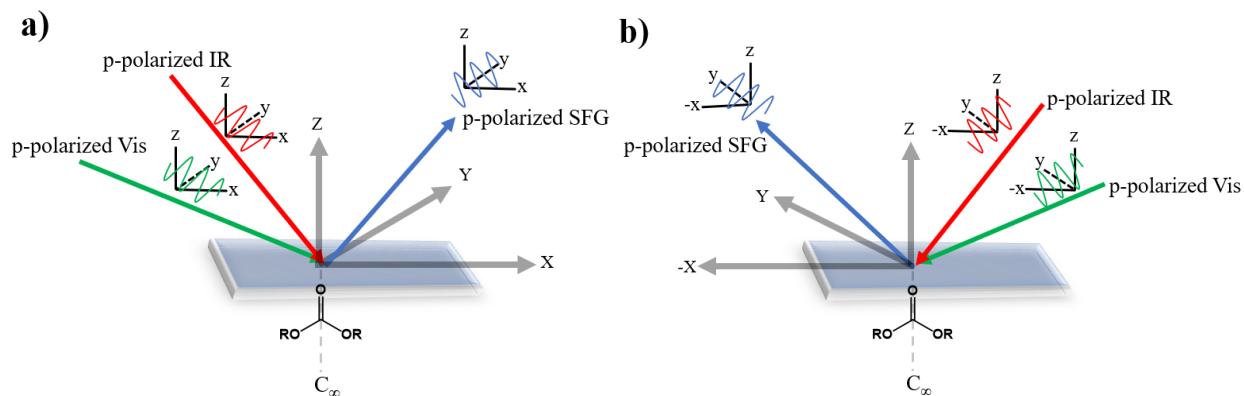 a)
p-polarized IR
z
y
x
p-polarized Vis
z
y
x
z
y
x
p-polarized SFG
Z
Y
X
O
RO OR
C∞
b)
z
y
-x
p-polarized SFG
z
y
-x
p-polarized IR
z
y
-x
p-polarized Vis
Z
Y
-X
O
RO OR
C∞